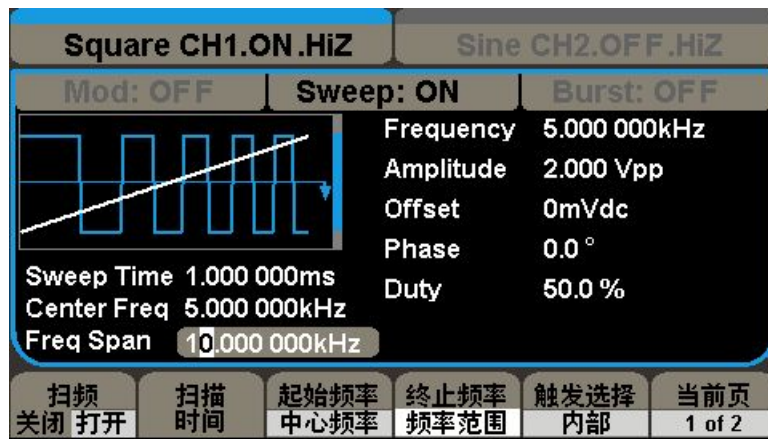 Square CH1.ON.HiZ Sine CH2.OFF.HiZ
Mod: OFF Sweep: ON Burst: OFF
Frequency 5.000 000kHz
Amplitude 2.000 Vpp
Offset 0mVdc
Phase 0.0 °
Duty 50.0 %
Sweep Time 1.000 000ms
Center Freq 5.000 000kHz
Freq Span 10.000 000kHz
扫频 扫描 起始频率 终止频率 触发选择 当前页
关闭 打开 时间 中心频率 频率范围 内部 1 of 2